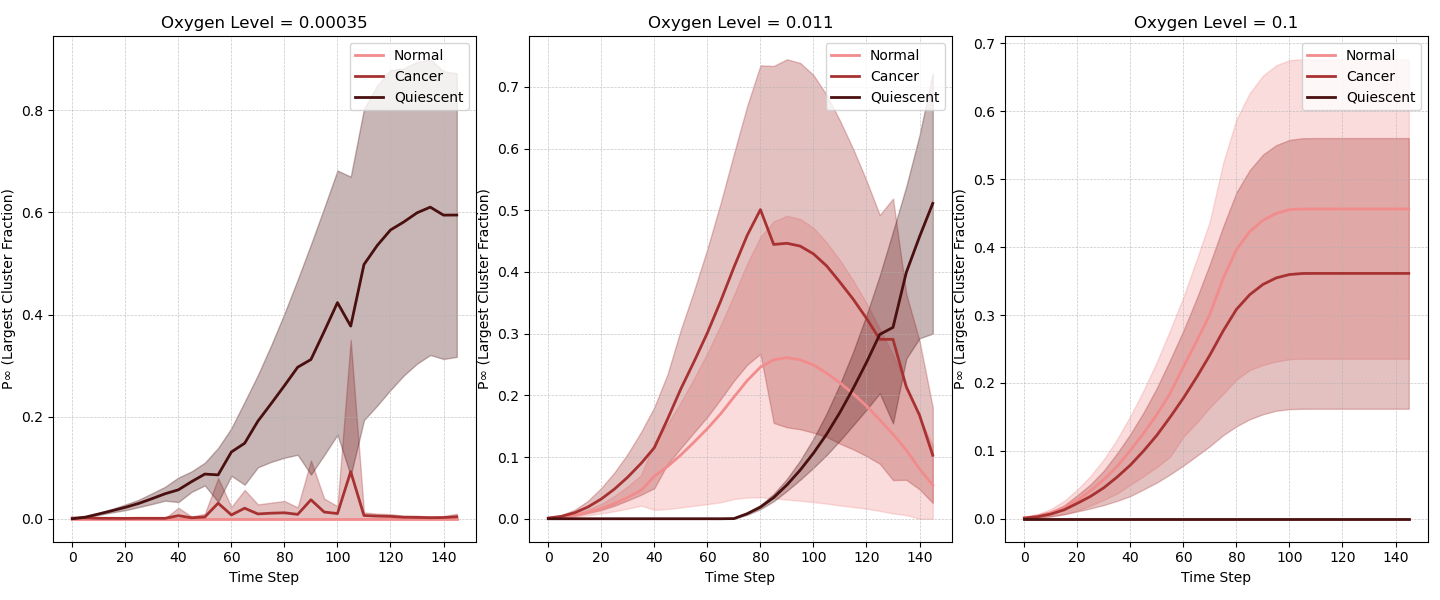 Oxygen Level = 0.00035
P∞ (Largest Cluster Fraction)
0.8
0.6
0.4
0.2
0.0
0 20 40 60 80 100 120 140
Time Step
Normal
Cancer
Quiescent
Oxygen Level = 0.011
P∞ (Largest Cluster Fraction)
0.7
0.6
0.5
0.4
0.3
0.2
0.1
0.0
0 20 40 60 80 100 120 140
Time Step
Normal
Cancer
Quiescent
Oxygen Level = 0.1
P∞ (Largest Cluster Fraction)
0.7
0.6
0.5
0.4
0.3
0.2
0.1
0.0
0 20 40 60 80 100 120 140
Time Step
Normal
Cancer
Quiescent